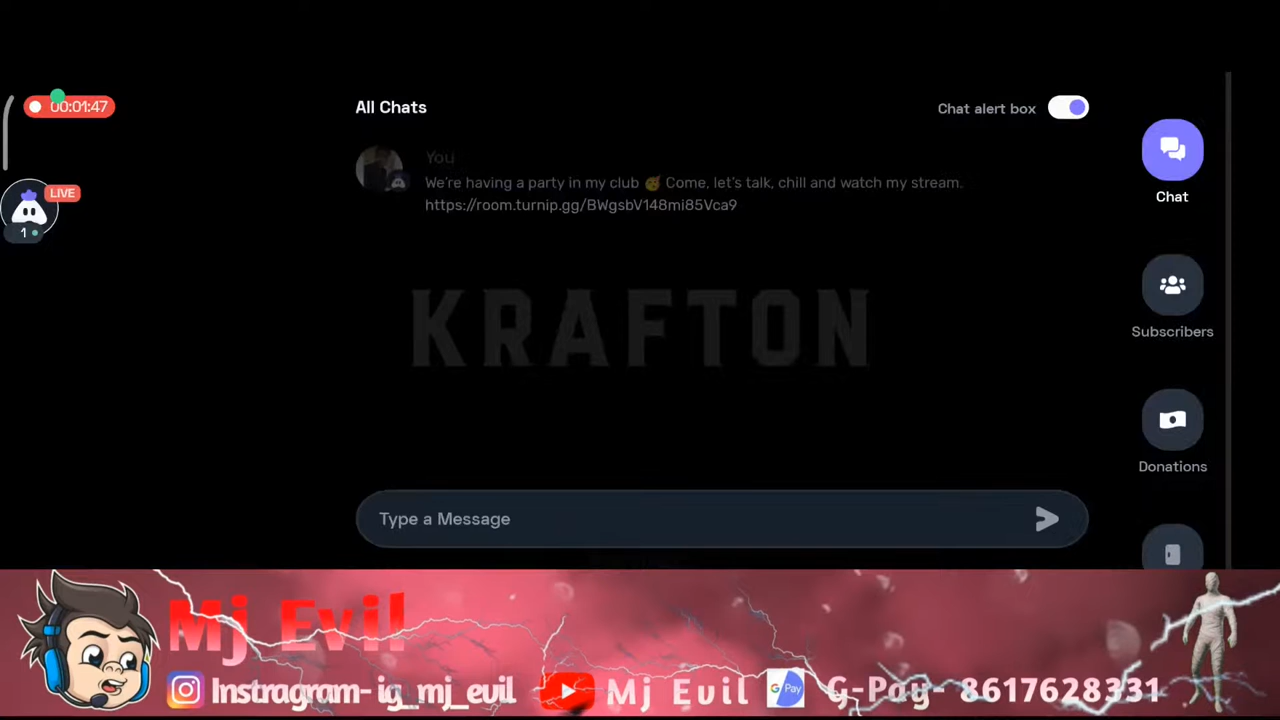 00:01:47
All Chats
Chat alert box
You
We're having a party in my club 🥳 Come, let's talk, chill and watch my stream.
https://room.turnip.gg/BWgsbV148mi85Vca9
LIVE
1
Chat
KRAFTON
Subscribers
Donations
Type a Message
Mj Evil
Instragram-ig_mj_evil
Mj Evil
G Pay
G-Pay- 8617628331